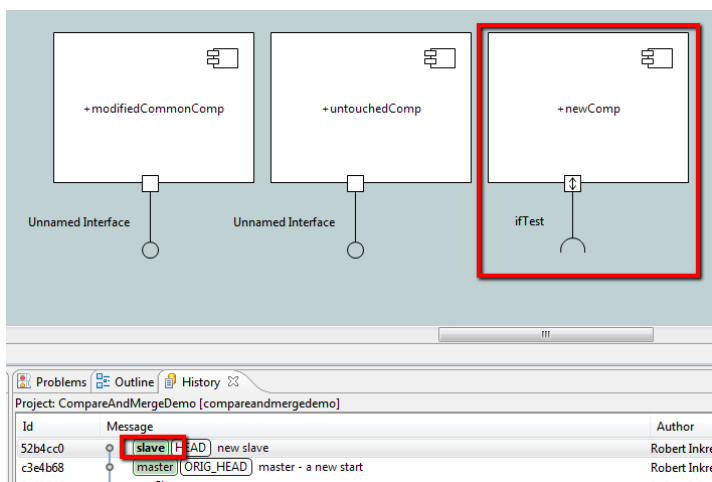 +modifiedCommonComp
+untouchedComp
+newComp
Unnamed Interface
Unnamed Interface
ifTest
Problems Outline History
Project: CompareAndMergeDemo [compareandmergedemo]
Id Message Author
52b4cc0 slave HEAD new slave Robert Inkre
c3e4b68 master ORIG_HEAD master - a new start Robert Inkre